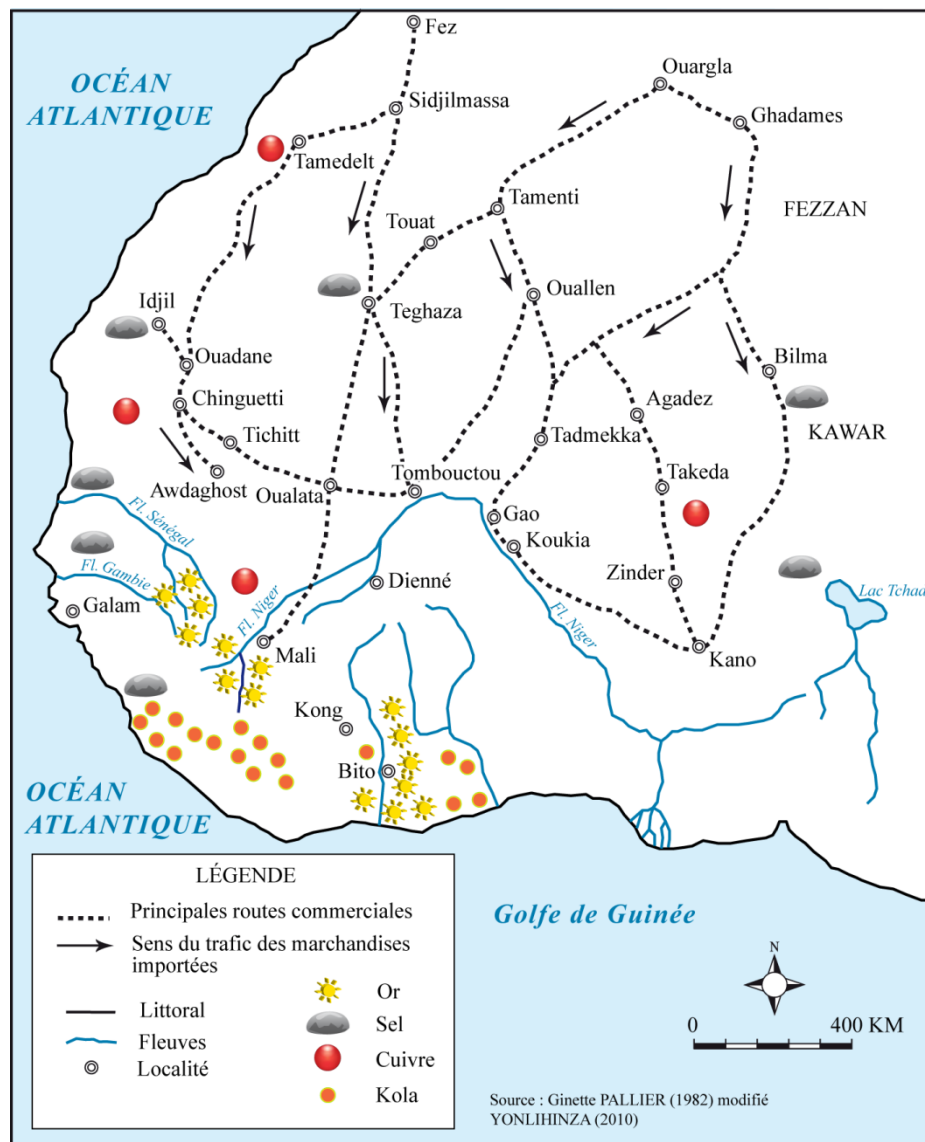 Fez
OCÉAN
ATLANTIQUE
Ouargla
Sidjilmassa
Ghadames
Tamedelt
Tamenti
FEZZAN
Touat
Ouallen
Idjil
Teghaza
Ouadane
Bilma
Chinguetti
Agadez
Tichitt
Tadmekka
KAWAR
Awdaghost
Oualata
Tombouctou
Takeda
Fl. Sénégal
Gao
Koukia
Fl. Gambie
Dienné
Zinder
Galam
Fl. Niger
Fl. Niger
Lac Tchad
Mali
Kano
Kong
Bito
OCÉAN
ATLANTIQUE
Golfe de Guinée
LÉGENDE
Principales routes commerciales
Sens du trafic des marchandises
importées
Littoral
Fleuves
Localité
Or
Sel
Cuivre
Kola
N
0 400 KM
Source : Ginette PALLIER (1982) modifié
YONLIHINZA (2010)